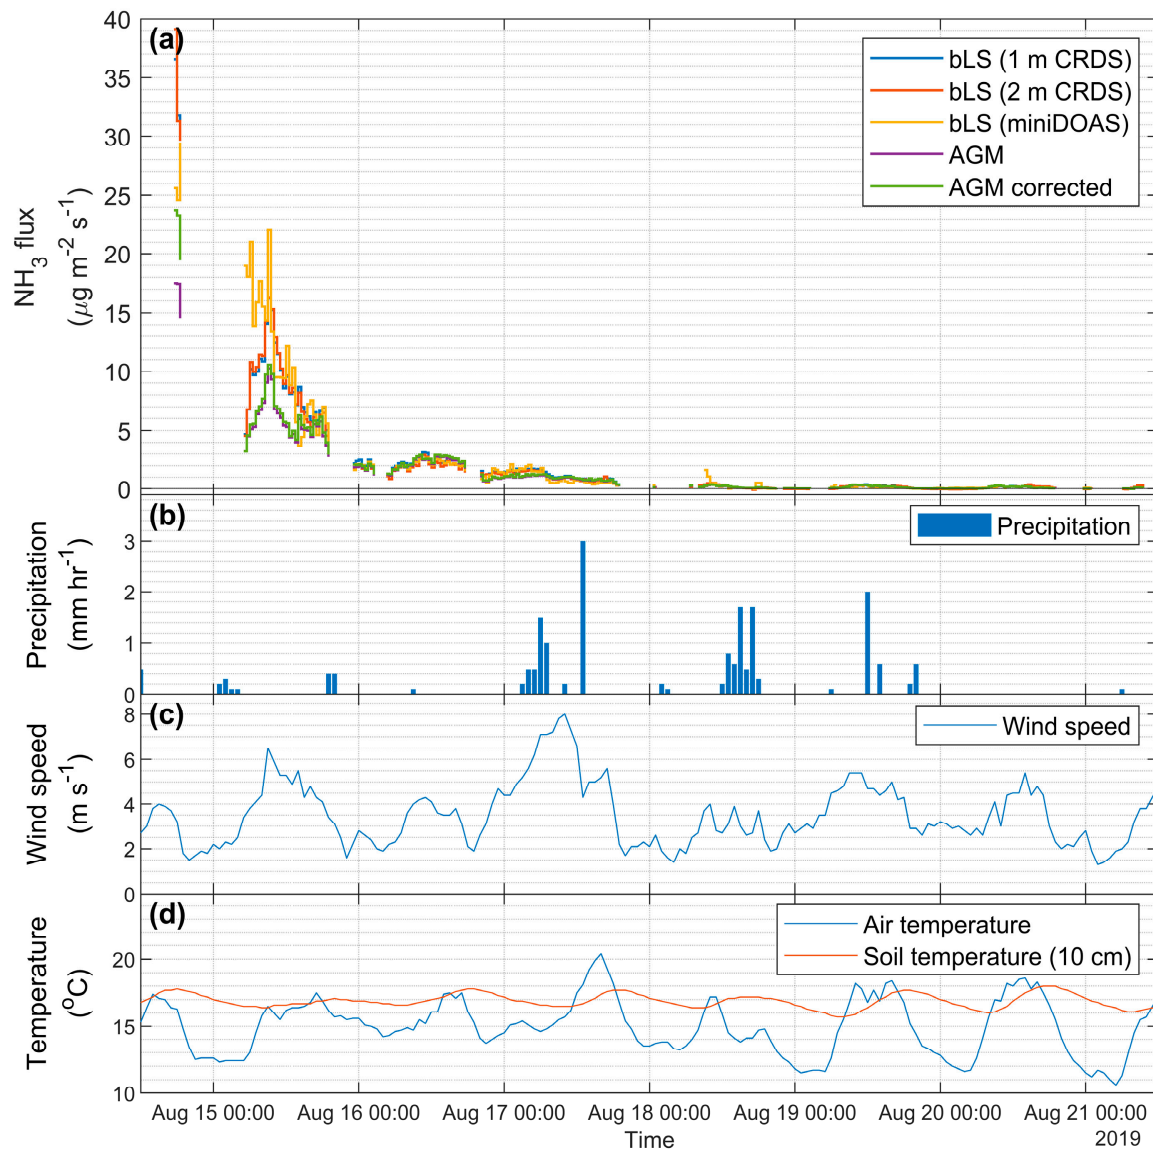 (a)
40
35
30
25
20
15
10
5
0
NH3 flux
(μg m-2 s-1)
bLS (1 m CRDS)
bLS (2 m CRDS)
bLS (miniDOAS)
AGM
AGM corrected
(b)
3
2
1
0
Precipitation
(mm hr-1)
Precipitation
(c)
8
6
4
2
0
Wind speed
(m s-1)
Wind speed
(d)
20
15
10
Temperature
(oC)
Air temperature
Soil temperature (10 cm)
Aug 15 00:00 Aug 16 00:00 Aug 17 00:00 Aug 18 00:00 Aug 19 00:00 Aug 20 00:00 Aug 21 00:00
Time
2019